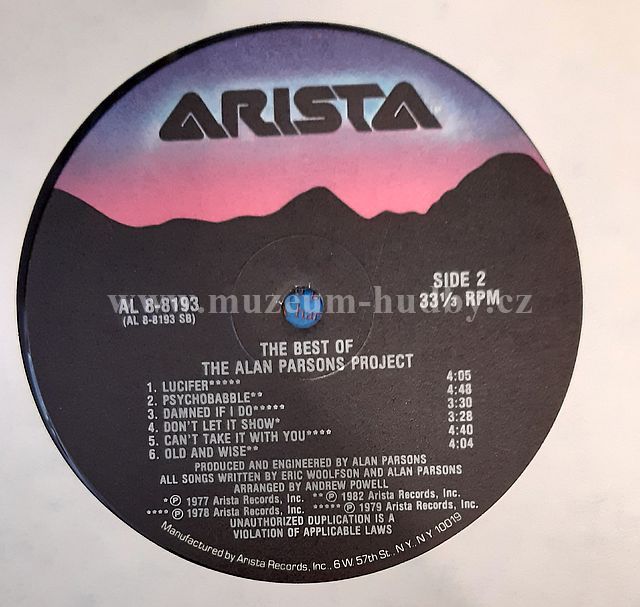 ARISTA
AL 8-8193
(AL 8-8193 SB)
SIDE 2
33⅓ RPM
www.muzeum-hudby.cz
THE BEST OF
THE ALAN PARSONS PROJECT
1. LUCIFER***** 4:05
2. PSYCHOBABBLE** 4:48
3. DAMNED IF I DO***** 3:30
4. DON'T LET IT SHOW* 3:28
5. CAN'T TAKE IT WITH YOU**** 4:40
6. OLD AND WISE** 4:04
PRODUCED AND ENGINEERED BY ALAN PARSONS
ALL SONGS WRITTEN BY ERIC WOOLFSON AND ALAN PARSONS
ARRANGED BY ANDREW POWELL
* ℗ 1977 Arista Records, Inc. ** ℗ 1982 Arista Records, Inc.
**** ℗ 1978 Arista Records, Inc. ***** ℗ 1979 Arista Records, Inc.
UNAUTHORIZED DUPLICATION IS A
VIOLATION OF APPLICABLE LAWS
Manufactured by Arista Records, Inc., 6 W. 57th St., N.Y., N.Y. 10019